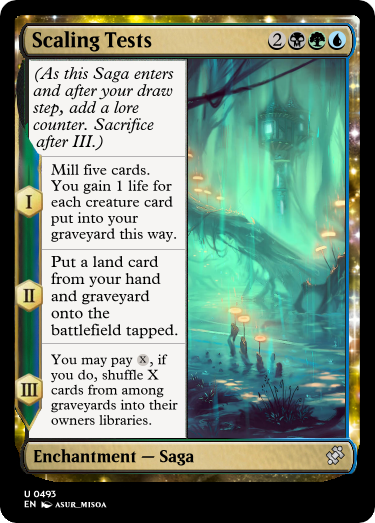 Scaling Tests 2
(As this Saga enters
and after your draw
step, add a lore
counter. Sacrifice
after III.)
I
Mill five cards.
You gain 1 life for
each creature card
put into your
graveyard this way.
II
Put a land card
from your hand
and graveyard
onto the
battlefield tapped.
III
You may pay X, if
you do, shuffle X
cards from among
graveyards into their
owners libraries.
Enchantment — Saga
U 0493
EN ASUR_MISOA